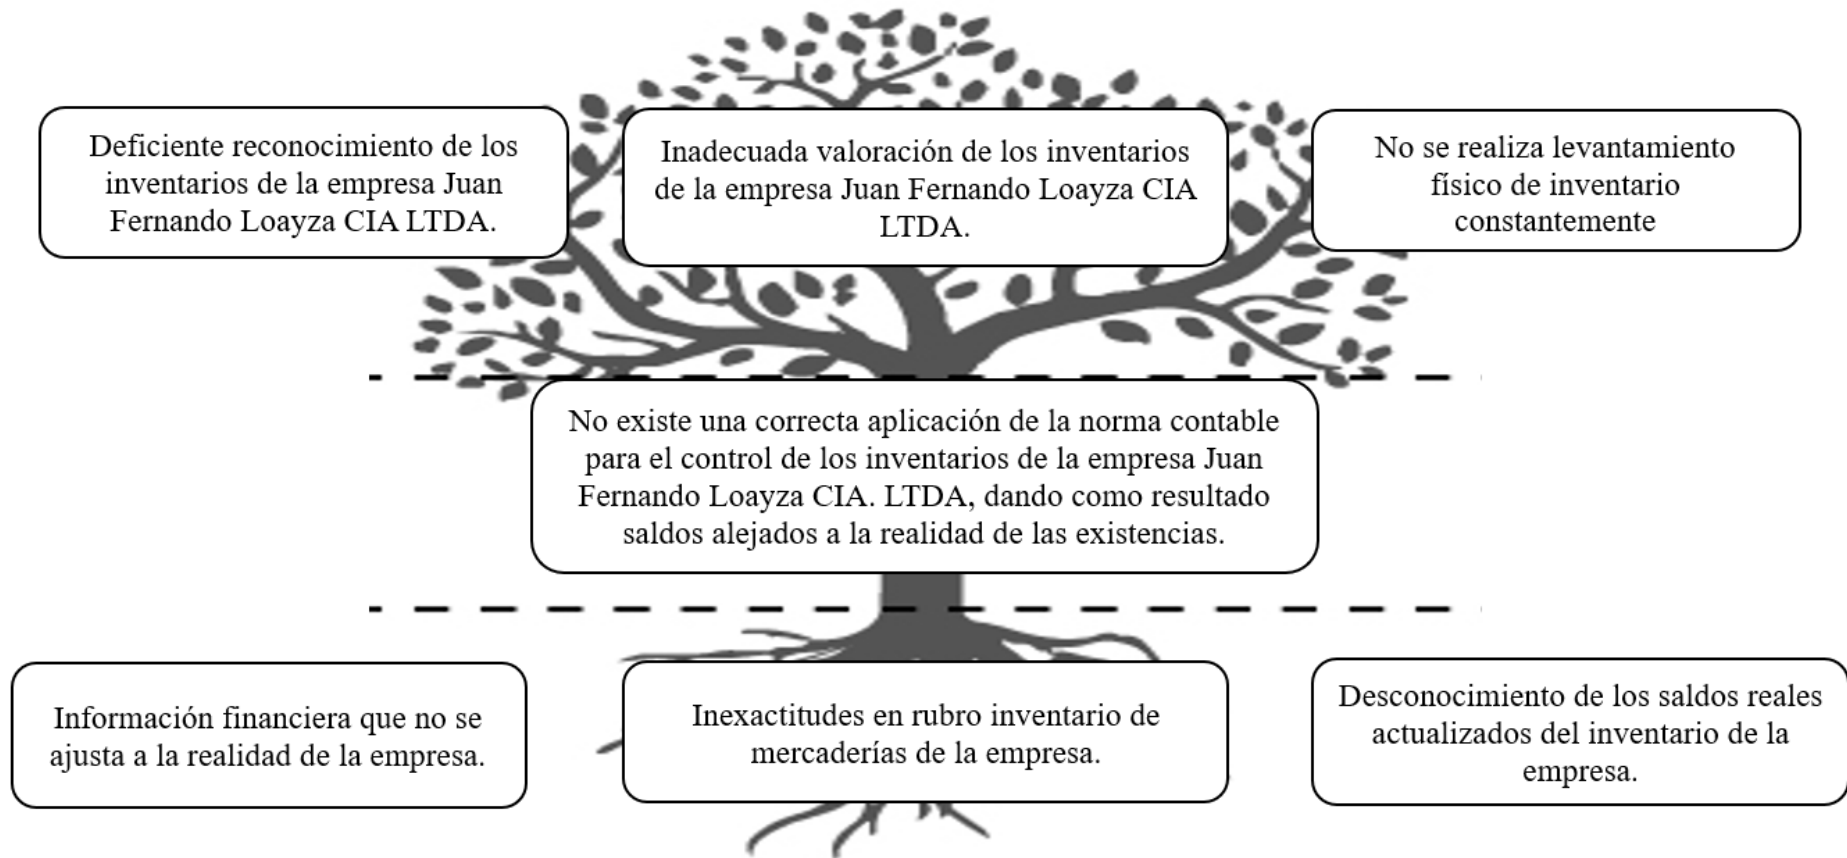 Deficiente reconocimiento de los
inventarios de la empresa Juan
Fernando Loayza CIA LTDA.
Inadecuada valoración de los inventarios
de la empresa Juan Fernando Loayza CIA
LTDA.
No se realiza levantamiento
físico de inventario
constantemente
No existe una correcta aplicación de la norma contable
para el control de los inventarios de la empresa Juan
Fernando Loayza CIA. LTDA, dando como resultado
saldos alejados a la realidad de las existencias.
Información financiera que no se
ajusta a la realidad de la empresa.
Inexactitudes en rubro inventario de
mercaderías de la empresa.
Desconocimiento de los saldos reales
actualizados del inventario de la
empresa.